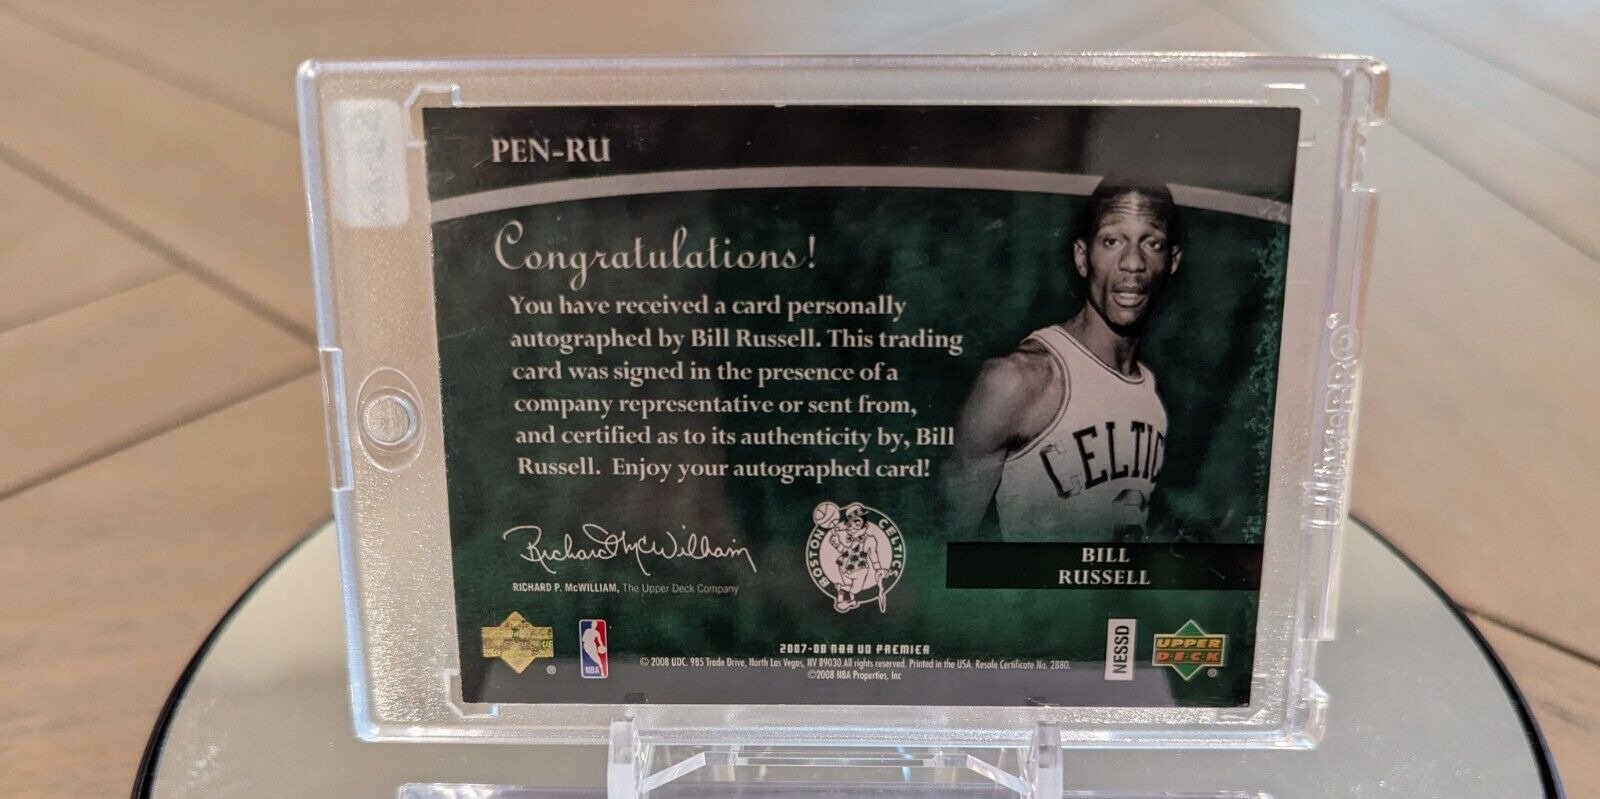 PEN-RU
Congratulations!
You have received a card personally
autographed by Bill Russell. This trading
card was signed in the presence of a
company representative or sent from,
and certified as to its authenticity by, Bill
Russell. Enjoy your autographed card!
Richard P. McWilliam
RICHARD P. McWILLIAM, The Upper Deck Company
BOSTON CELTICS
CELTIC
BILL
RUSSELL
® NBA
2007-08 NBA UD PREMIER
© 2008 UDC. 985 Trade Drive, North Las Vegas, NV 89030. All rights reserved. Printed in the USA. Resale Certificate No. 2880.
©2008 NBA Properties, Inc
NESSD
UPPER
DECK
®
UltraPRO®